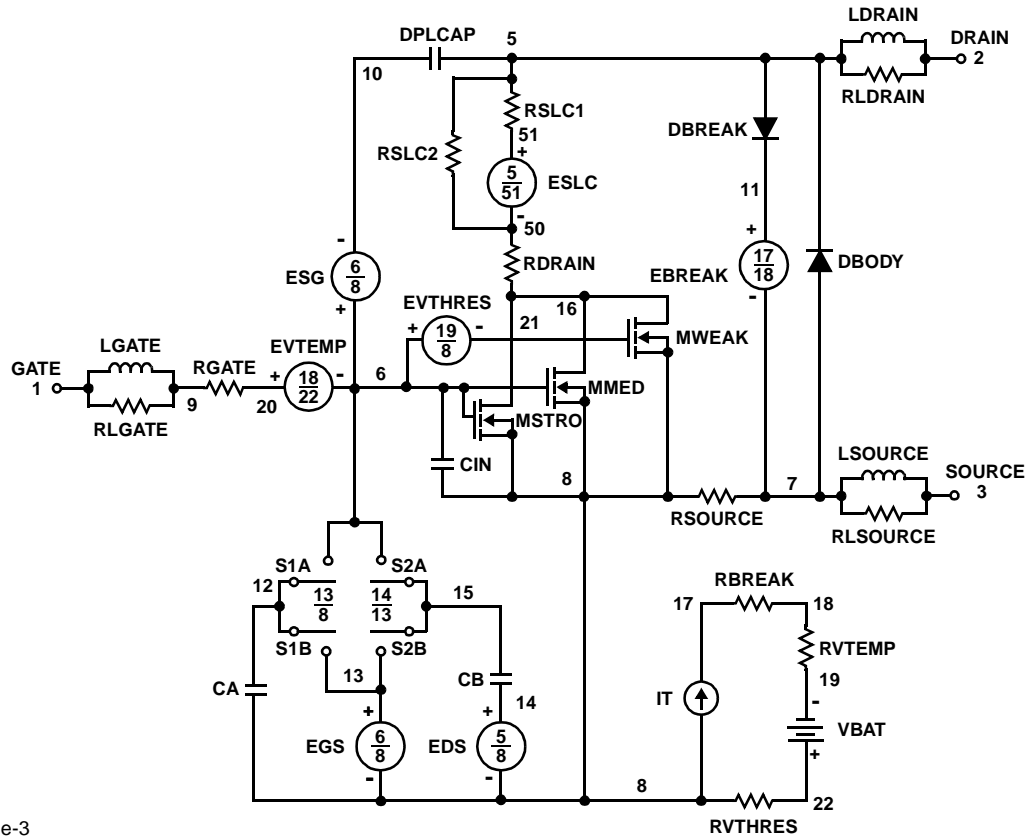 LDRAIN
DPLCAP 5 DRAIN
10 2
RSLC1 RLDRAIN
51 DBREAK
+
RSLC2
5
51
ESLC 11
-
50
-
+
17
18
EBREAK
-
DBODY
6
8
ESG
+
RDRAIN
16
EVTHRES
+ 19
8
- 21
MWEAK
LGATE EVTEMP
GATE RGATE
1
+ 18
22
- 6
MMED
9 20
RLGATE
MSTRO
CIN
LSOURCE
8 7 SOURCE
3
RSOURCE RLSOURCE
S1A S2A
12 13
8
14
13
15
S1B S2B
13
CA CB
14
+ +
EGS 6
8
EDS 5
8
- -
RBREAK
17 18
RVTEMP
19
IT -
VBAT
+
8 22
RVTHRES
e-3